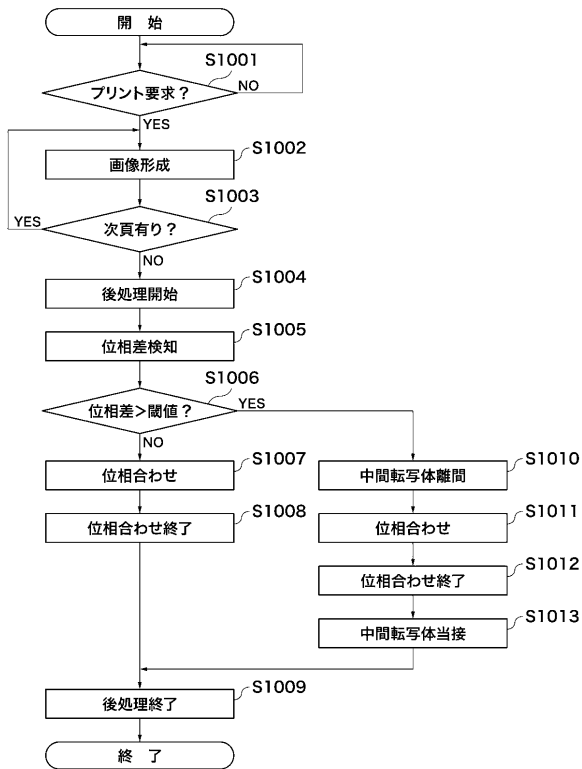 開 始
S1001
プリント要求？
NO
YES
S1002
画像形成
S1003
次頁有り？
YES
NO
S1004
後処理開始
S1005
位相差検知
S1006
位相差>閾値？
YES
NO
S1007
位相合わせ
S1008
位相合わせ終了
S1010
中間転写体離間
S1011
位相合わせ
S1012
位相合わせ終了
S1013
中間転写体当接
S1009
後処理終了
終 了